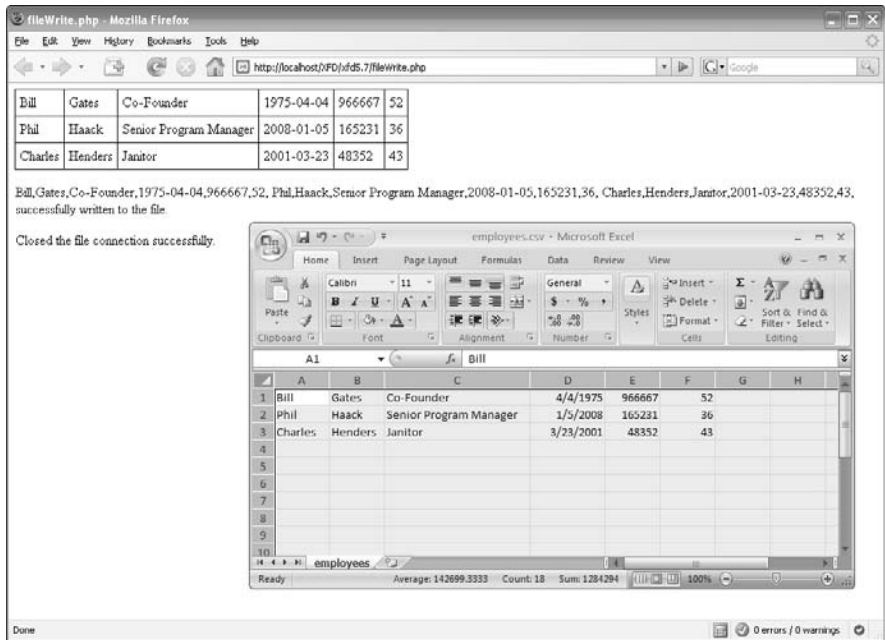 fileWrite.php - Mozilla Firefox
File Edit View History Bookmarks Tools Help
http://localhost/XFD/xfd5.7/fileWrite.php
Google
Bill Gates Co-Founder 1975-04-04 966667 52
Phil Haack Senior Program Manager 2008-01-05 165231 36
Charles Henders Janitor 2001-03-23 48352 43
Bill,Gates,Co-Founder,1975-04-04,966667,52, Phil,Haack,Senior Program Manager,2008-01-05,165231,36, Charles,Henders,Janitor,2001-03-23,48352,43,
successfully written to the file.
Closed the file connection successfully.
employees.csv - Microsoft Excel
Home Insert Page Layout Formulas Data Review View
Calibri 11 General Insert Σ
B I U A A $ % , Delete
Paste Styles Sort & Find &
A .00 Format Filter Select
Clipboard Font Alignment Number Cells Editing
A1 fx Bill
A B C D E F G H
1 Bill Gates Co-Founder 4/4/1975 966667 52
2 Phil Haack Senior Program Manager 1/5/2008 165231 36
3 Charles Henders Janitor 3/23/2001 48352 43
4
5
6
7
8
9
10
employees
Ready Average: 142699.3333 Count: 18 Sum: 1284294 100%
Done 0 errors / 0 warnings